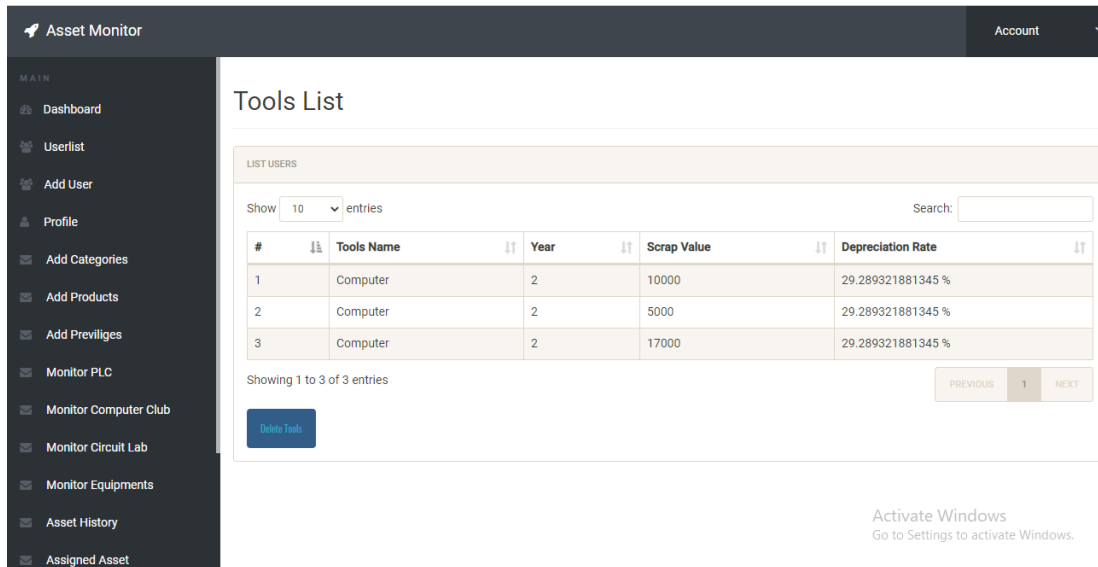 Asset Monitor
Account
MAIN
Dashboard
Userlist
Add User
Profile
Add Categories
Add Products
Add Previliges
Monitor PLC
Monitor Computer Club
Monitor Circuit Lab
Monitor Equipments
Asset History
Assigned Asset
Tools List
LIST USERS
Show 10 entries
Search:
# Tools Name Year Scrap Value Depreciation Rate
1 Computer 2 10000 29.289321881345 %
2 Computer 2 5000 29.289321881345 %
3 Computer 2 17000 29.289321881345 %
Showing 1 to 3 of 3 entries
PREVIOUS 1 NEXT
Delete Tools
Activate Windows
Go to Settings to activate Windows.